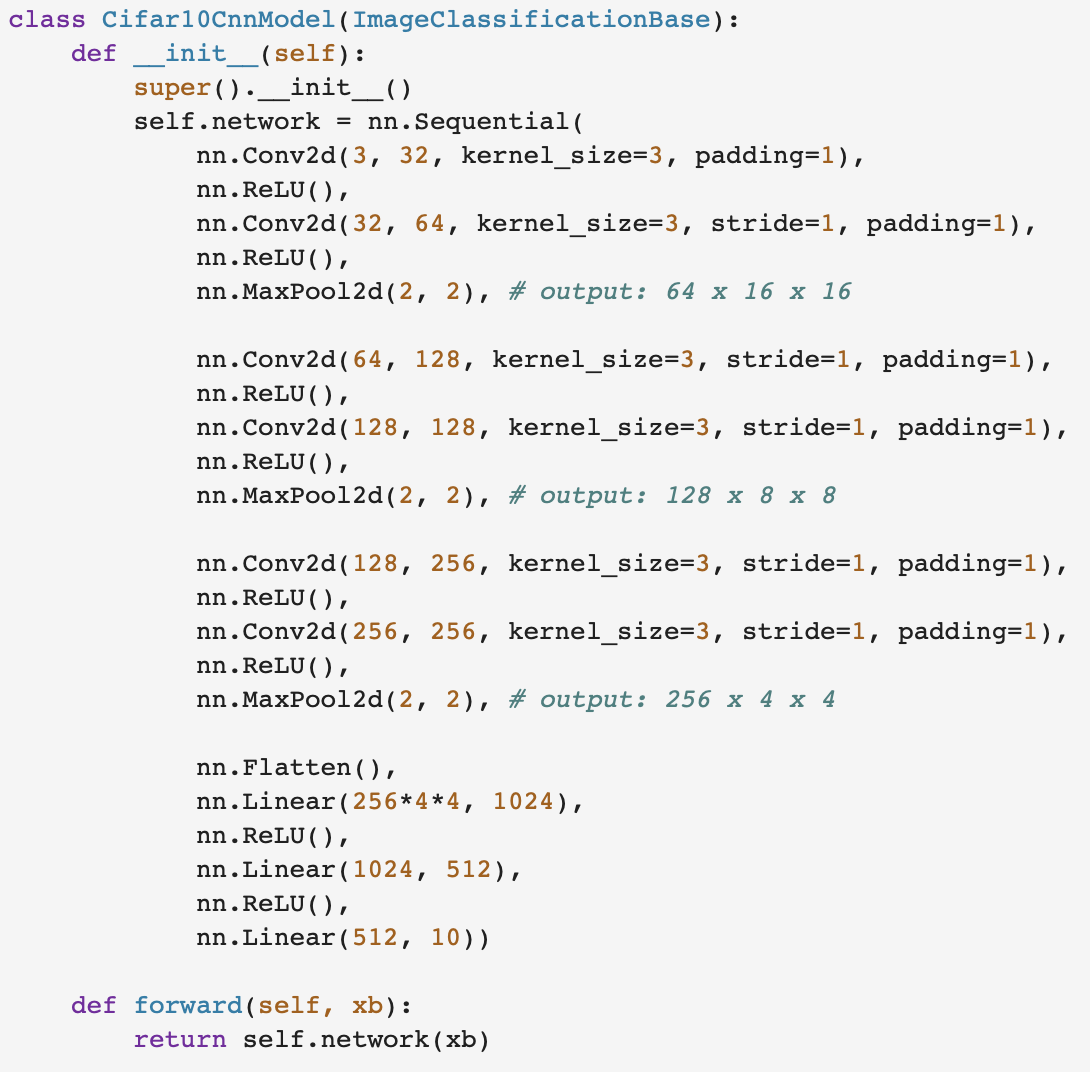 class Cifar10CnnModel(ImageClassificationBase):
    def __init__(self):
        super().__init__()
        self.network = nn.Sequential(
            nn.Conv2d(3, 32, kernel_size=3, padding=1),
            nn.ReLU(),
            nn.Conv2d(32, 64, kernel_size=3, stride=1, padding=1),
            nn.ReLU(),
            nn.MaxPool2d(2, 2), # output: 64 x 16 x 16

            nn.Conv2d(64, 128, kernel_size=3, stride=1, padding=1),
            nn.ReLU(),
            nn.Conv2d(128, 128, kernel_size=3, stride=1, padding=1),
            nn.ReLU(),
            nn.MaxPool2d(2, 2), # output: 128 x 8 x 8

            nn.Conv2d(128, 256, kernel_size=3, stride=1, padding=1),
            nn.ReLU(),
            nn.Conv2d(256, 256, kernel_size=3, stride=1, padding=1),
            nn.ReLU(),
            nn.MaxPool2d(2, 2), # output: 256 x 4 x 4

            nn.Flatten(),
            nn.Linear(256*4*4, 1024),
            nn.ReLU(),
            nn.Linear(1024, 512),
            nn.ReLU(),
            nn.Linear(512, 10))

    def forward(self, xb):
        return self.network(xb)